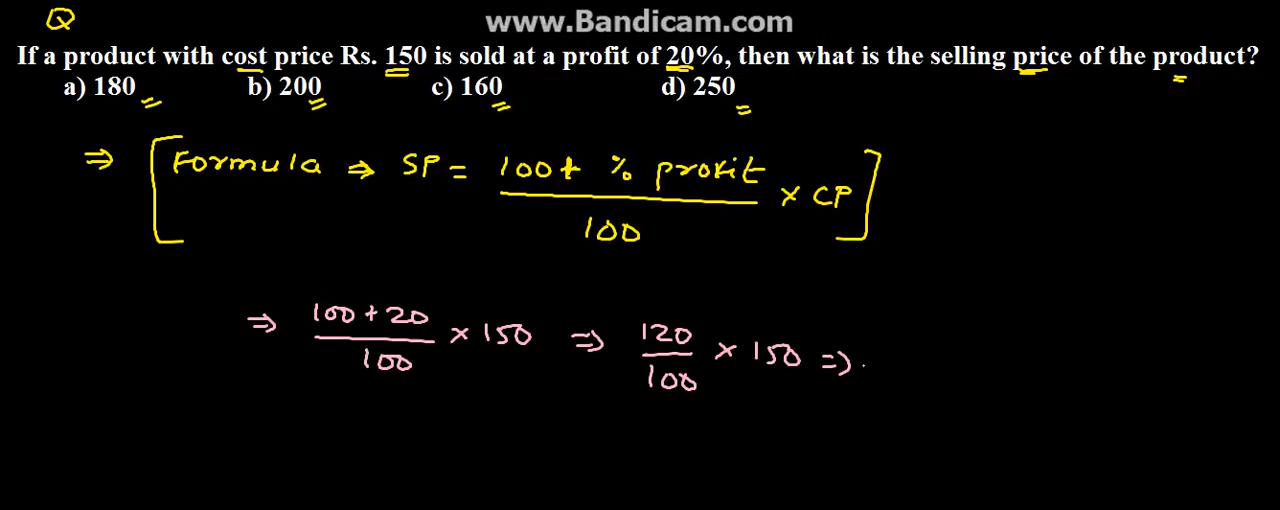 www.Bandicam.com
Q
If a product with cost price Rs. 150 is sold at a profit of 20%, then what is the selling price of the product?
a) 180 b) 200 c) 160 d) 250
⇒ [Formula ⇒ SP = (100 + % profit)/100 × CP]
⇒ (100 + 20)/100 × 150 ⇒ 120/100 × 150 ⇒